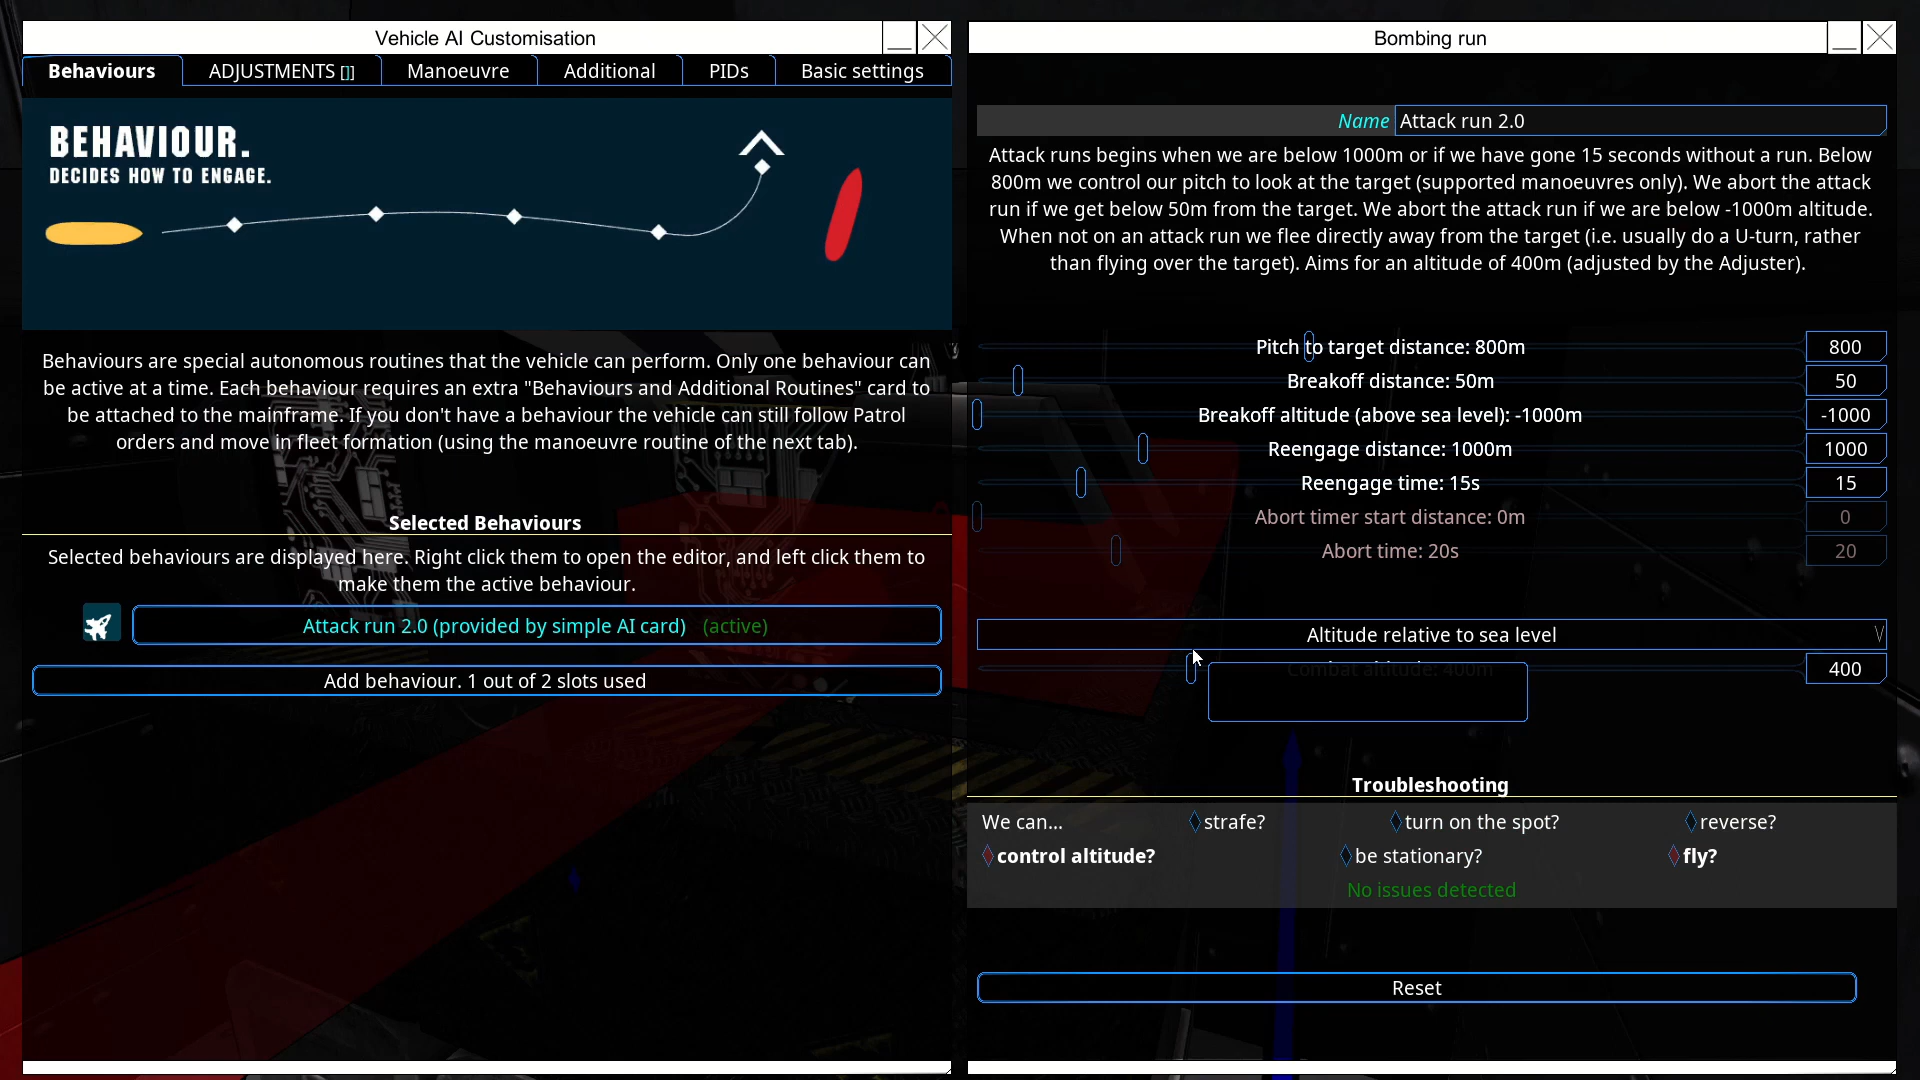 Vehicle AI Customisation
Behaviours
ADJUSTMENTS []
Manoeuvre
Additional
PIDs
Basic settings
BEHAVIOUR.
DECIDES HOW TO ENGAGE.
Behaviours are special autonomous routines that the vehicle can perform. Only one behaviour can
be active at a time. Each behaviour requires an extra "Behaviours and Additional Routines" card to
be attached to the mainframe. If you don't have a behaviour the vehicle can still follow Patrol
orders and move in fleet formation (using the manoeuvre routine of the next tab).
Selected Behaviours
Selected behaviours are displayed here. Right click them to open the editor, and left click them to
make them the active behaviour.
Attack run 2.0 (provided by simple AI card) (active)
Add behaviour. 1 out of 2 slots used
Bombing run
Name Attack run 2.0
Attack runs begins when we are below 1000m or if we have gone 15 seconds without a run. Below
800m we control our pitch to look at the target (supported manoeuvres only). We abort the attack
run if we get below 50m from the target. We abort the attack run if we are below -1000m altitude.
When not on an attack run we flee directly away from the target (i.e. usually do a U-turn, rather
than flying over the target). Aims for an altitude of 400m (adjusted by the Adjuster).
Pitch to target distance: 800m 800
Breakoff distance: 50m 50
Breakoff altitude (above sea level): -1000m -1000
Reengage distance: 1000m 1000
Reengage time: 15s 15
Abort timer start distance: 0m 0
Abort time: 20s 20
Altitude relative to sea level V
Combat altitude: 400m 400
Troubleshooting
We can... strafe? turn on the spot? reverse?
control altitude? be stationary? fly?
No issues detected
Reset